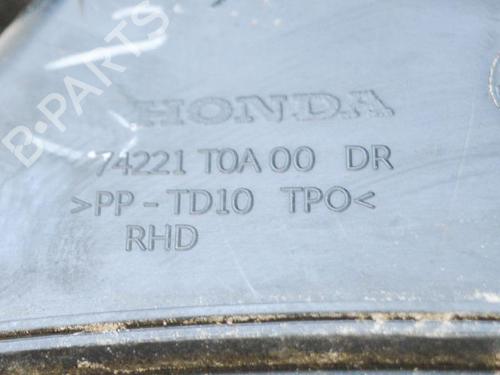 B-PARTS
HONDA
74221 T0A 00 DR
>PP-TD10 TPO<
RHD